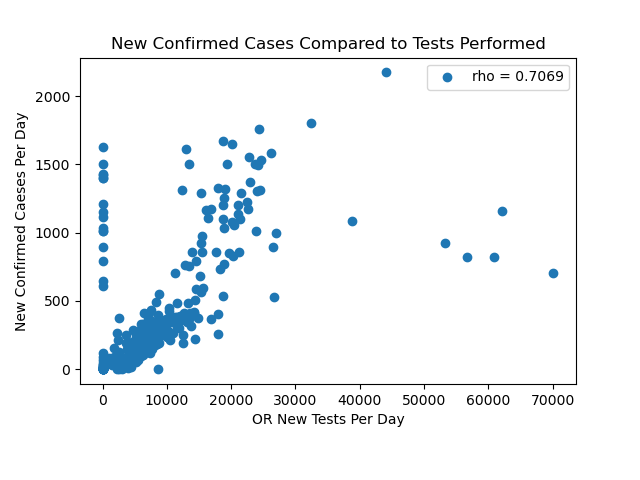 New Confirmed Cases Compared to Tests Performed
rho = 0.7069
New Confirmed Caeses Per Day
2000
1500
1000
500
0
0 10000 20000 30000 40000 50000 60000 70000
OR New Tests Per Day